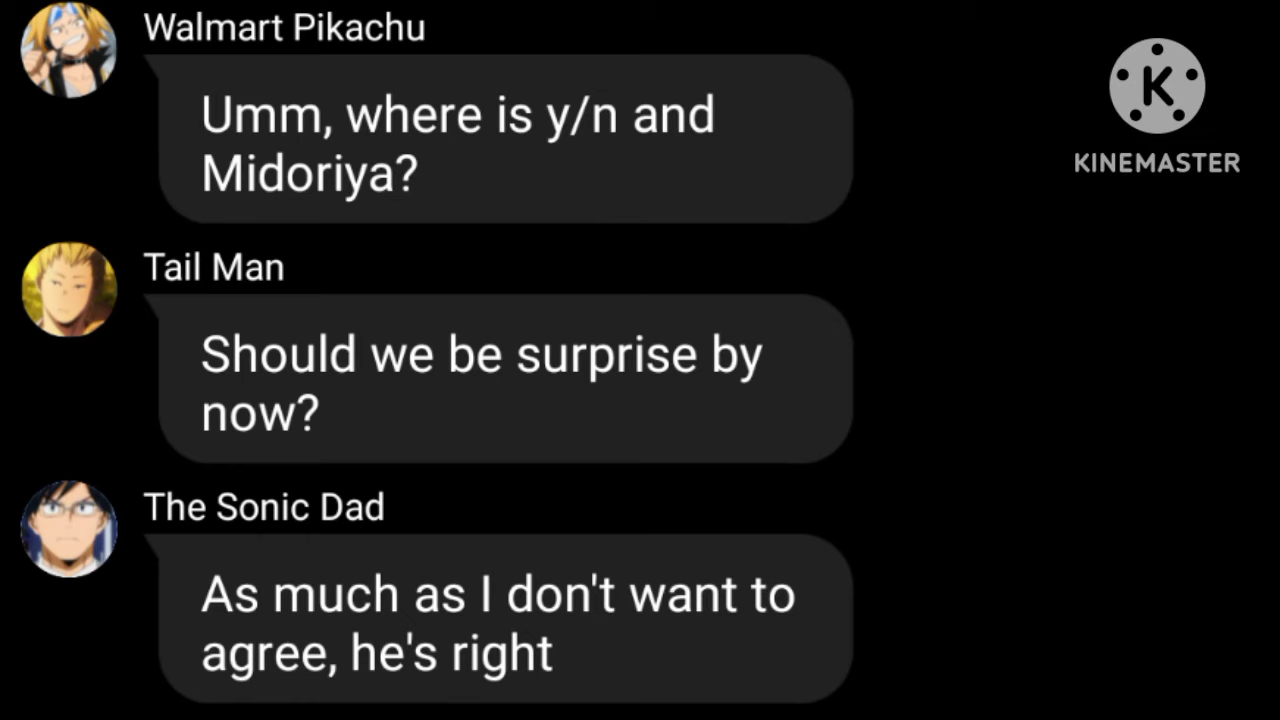 Walmart Pikachu
Umm, where is y/n and
Midoriya?
KINEMASTER
Tail Man
Should we be surprise by
now?
The Sonic Dad
As much as I don't want to
agree, he's right